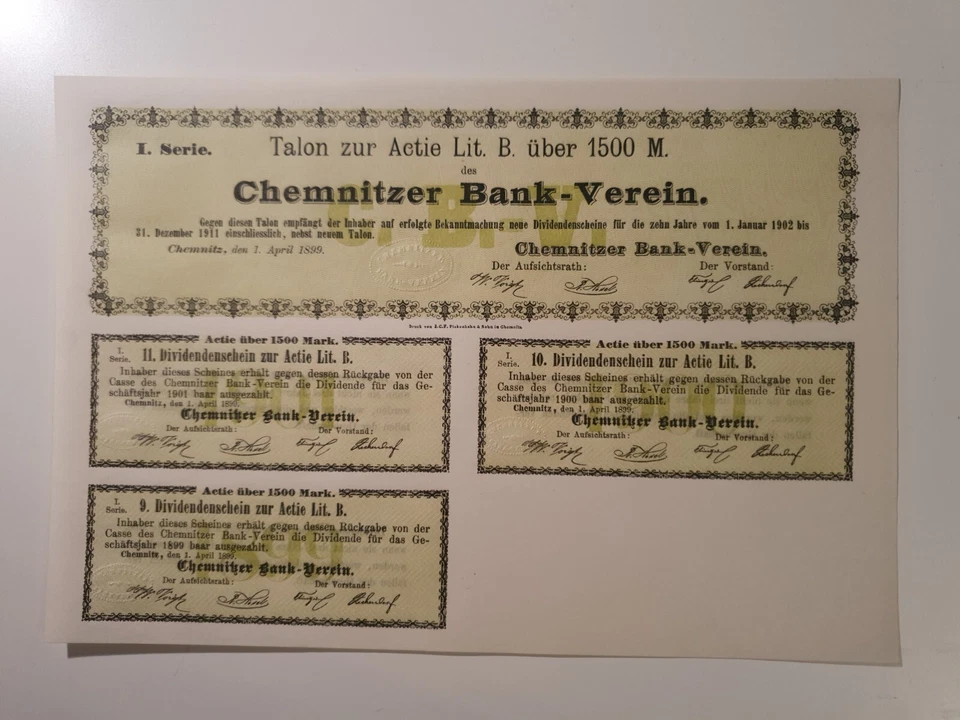 I. Serie. Talon zur Actie Lit. B. über 1500 M.
des
Chemnitzer Bank-Verein.
Gegen diesen Talon empfängt der Inhaber auf erfolgte Bekanntmachung neue Dividendenscheine für die zehn Jahre vom 1. Januar 1902 bis
31. Dezember 1911 einschliesslich, nebst neuem Talon.
Chemnitz, den 1. April 1899.
Chemnitzer Bank-Verein.
Der Aufsichtsrath: Der Vorstand:
Druck von J.C.F. Pickenhahn & Sohn in Chemnitz
Actie über 1500 Mark.
I. Serie. 11. Dividendenschein zur Actie Lit. B.
Inhaber dieses Scheines erhält gegen dessen Rückgabe von der
Casse des Chemnitzer Bank-Verein die Dividende für das Ge-
schäftsjahr 1901 baar ausgezahlt.
Chemnitz, den 1. April 1899.
Chemnitzer Bank-Verein.
Der Aufsichtsrath: Der Vorstand:
Actie über 1500 Mark.
I. Serie. 10. Dividendenschein zur Actie Lit. B.
Inhaber dieses Scheines erhält gegen dessen Rückgabe von der
Casse des Chemnitzer Bank-Verein die Dividende für das Ge-
schäftsjahr 1900 baar ausgezahlt.
Chemnitz, den 1. April 1899.
Chemnitzer Bank-Verein.
Der Aufsichtsrath: Der Vorstand:
Actie über 1500 Mark.
I. Serie. 9. Dividendenschein zur Actie Lit. B.
Inhaber dieses Scheines erhält gegen dessen Rückgabe von der
Casse des Chemnitzer Bank-Verein die Dividende für das Ge-
schäftsjahr 1899 baar ausgezahlt.
Chemnitz, den 1. April 1899.
Chemnitzer Bank-Verein.
Der Aufsichtsrath: Der Vorstand: